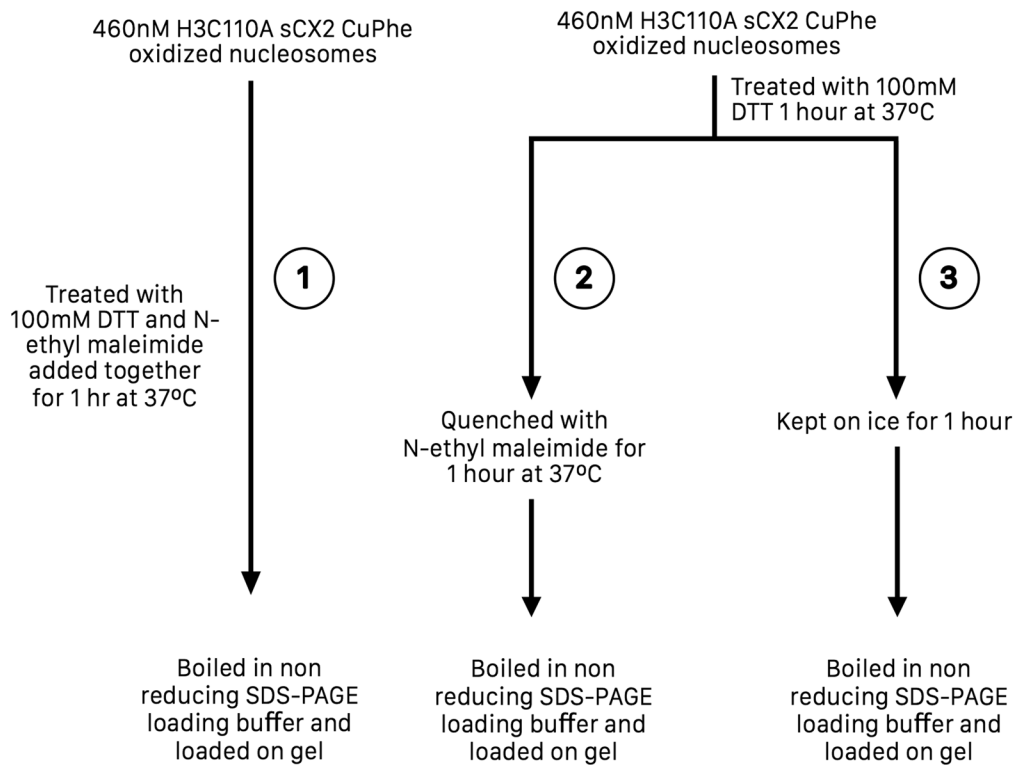 460nM H3C110A sCX2 CuPhe
oxidized nucleosomes
Treated with
100mM DTT and N-
ethyl maleimide
added together
for 1 hr at 37ºC
1
Boiled in non
reducing SDS-PAGE
loading buffer and
loaded on gel
460nM H3C110A sCX2 CuPhe
oxidized nucleosomes
Treated with 100mM
DTT 1 hour at 37ºC
2
Quenched with
N-ethyl maleimide for
1 hour at 37ºC
Boiled in non
reducing SDS-PAGE
loading buffer and
loaded on gel
3
Kept on ice for 1 hour
Boiled in non
reducing SDS-PAGE
loading buffer and
loaded on gel